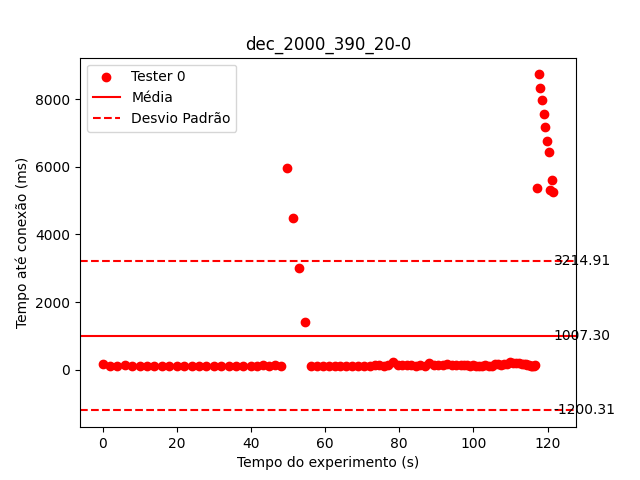 dec_2000_390_20-0
Tester 0
Média
Desvio Padrão
8000
6000
4000
2000
0
3214.91
1007.30
-1200.31
0
20
40
60
80
100
120
Tempo até conexão (ms)
Tempo do experimento (s)